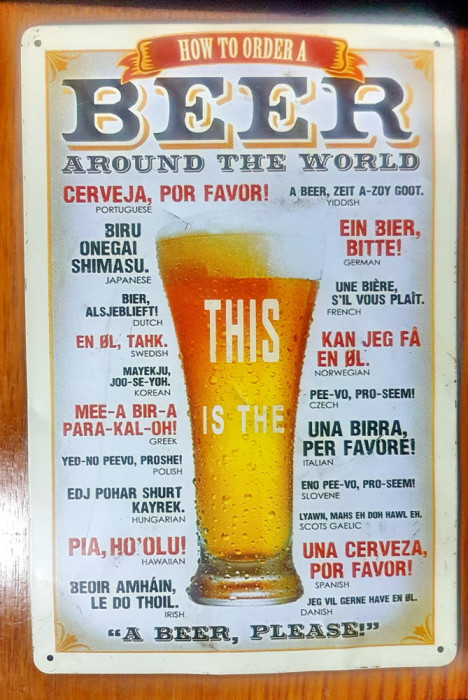 HOW TO ORDER A
BEER
AROUND THE WORLD
CERVEJA, POR FAVOR!
PORTUGUESE
A BEER, ZEIT A-ZOY GOOT.
YIDDISH
BIRU
ONEGAI
SHIMASU.
JAPANESE
EIN BIER,
BITTE!
GERMAN
BIER,
ALSJEBLIEFT!
DUTCH
UNE BIÈRE,
S'IL VOUS PLAÎT.
FRENCH
EN ØL, TAHK.
SWEDISH
KAN JEG FÅ
EN ØL.
NORWEGIAN
MAYEKJU,
JOO-SE-YOH.
KOREAN
PEE-VO, PRO-SEEM!
CZECH
MEE-A BIR-A
PARA-KAL-OH!
GREEK
UNA BIRRA,
PER FAVORE!
ITALIAN
YED-NO PEEVO, PROSHE!
POLISH
ENO PEE-VO, PRO-SEEM!
SLOVENE
EDJ POHAR SHURT
KAYREK.
HUNGARIAN
LYAWN, MAHS EH DOH HAWL EH.
SCOTS GAELIC
PIA, HO'OLU!
HAWAIIAN
UNA CERVEZA,
POR FAVOR!
SPANISH
BEOIR AMHÁIN,
LE DO THOIL.
IRISH
JEG VIL GERNE HAVE EN ØL.
DANISH
THIS
IS THE
"A BEER, PLEASE!"